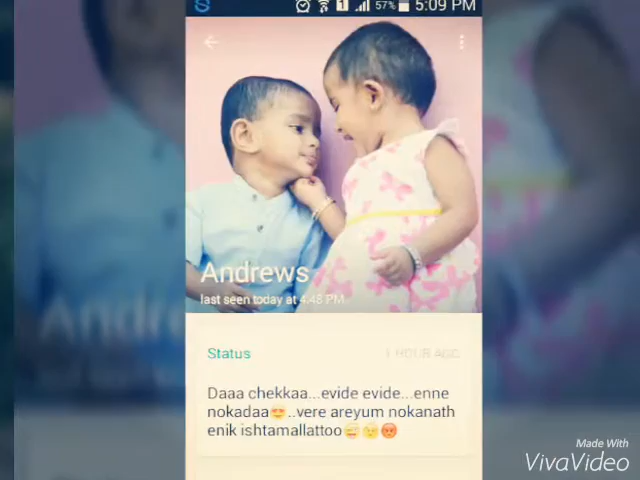 1 57% 5:09 PM
Andrews
last seen today at 4:48 PM
Status 1 HOUR AGO
Daaa chekkaa...evide evide...enne
nokadaa😍..vere areyum nokanath
enik ishtamallattoo😅😉😡
Made With
VivaVideo